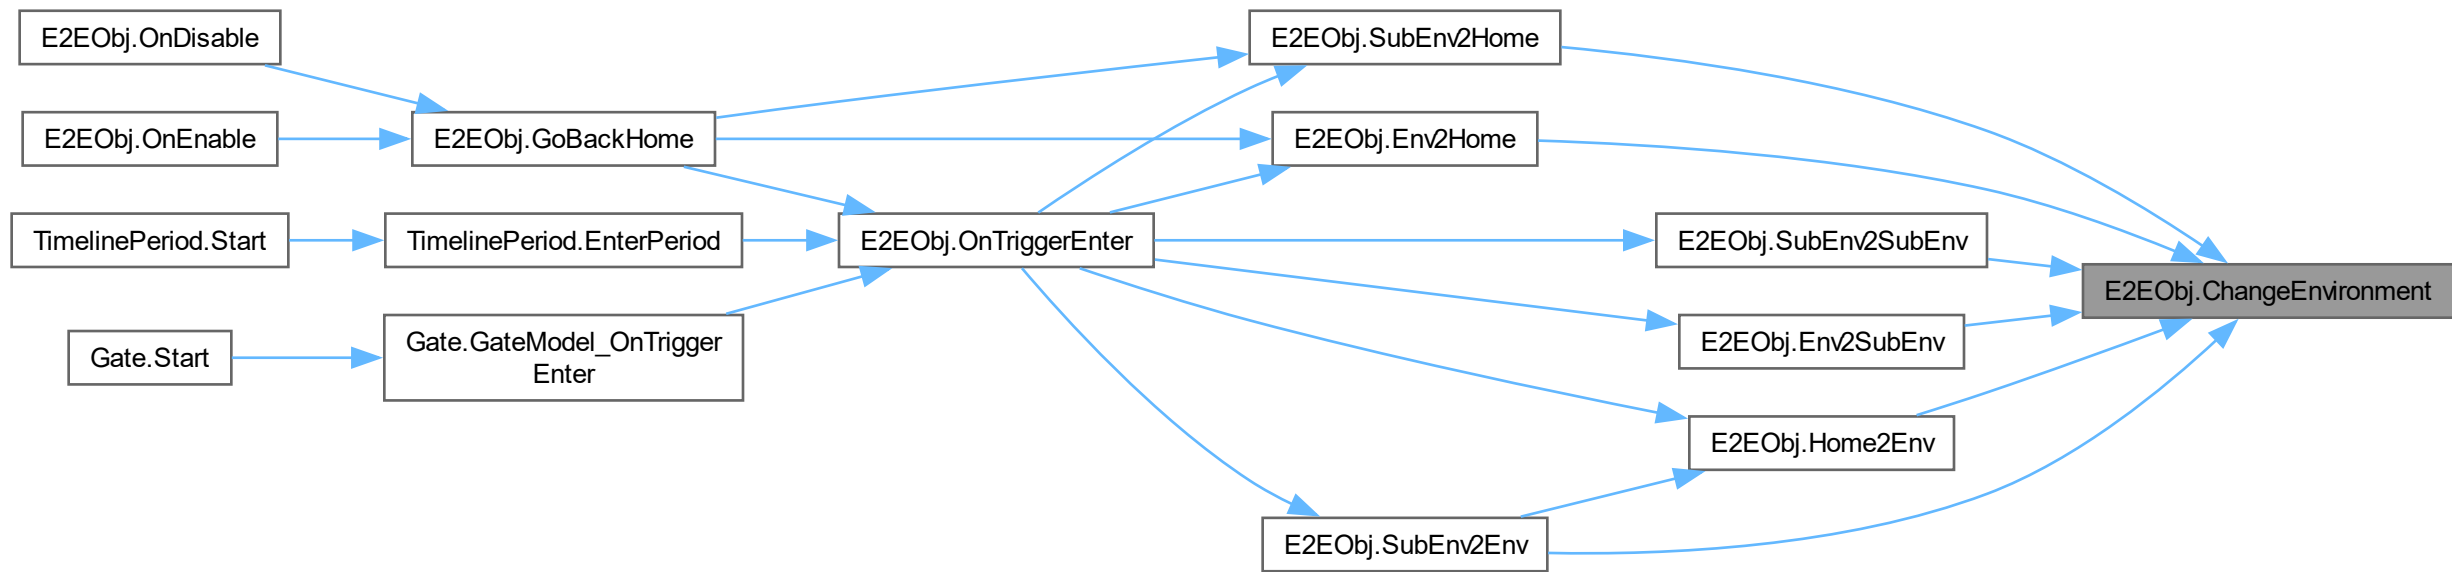 E2EObj.OnDisable
E2EObj.SubEnv2Home
E2EObj.OnEnable
E2EObj.GoBackHome
E2EObj.Env2Home
TimelinePeriod.Start
TimelinePeriod.EnterPeriod
E2EObj.OnTriggerEnter
E2EObj.SubEnv2SubEnv
E2EObj.ChangeEnvironment
Gate.Start
Gate.GateModel_OnTrigger
Enter
E2EObj.Env2SubEnv
E2EObj.Home2Env
E2EObj.SubEnv2Env